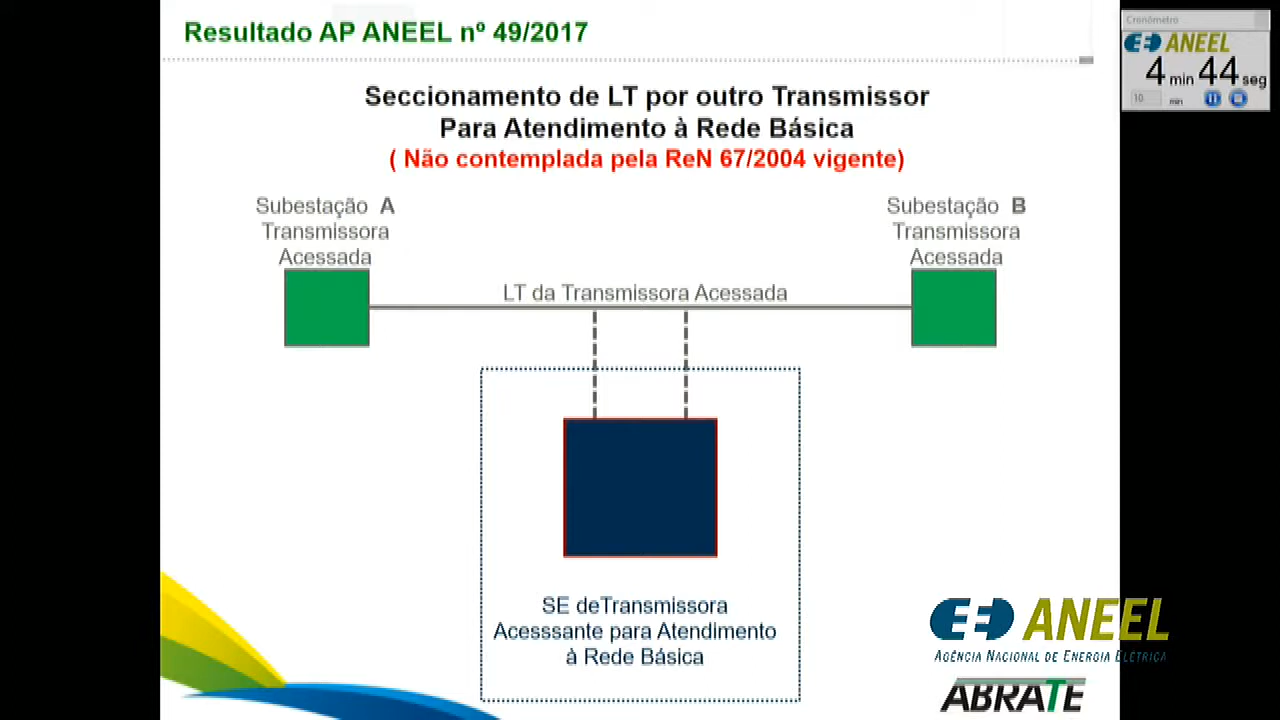 Resultado AP ANEEL nº 49/2017
Cronômetro
ANEEL
4 min 44 seg
10 min
Seccionamento de LT por outro Transmissor
Para Atendimento à Rede Básica
( Não contemplada pela ReN 67/2004 vigente)
Subestação A
Transmissora
Acessada
Subestação B
Transmissora
Acessada
LT da Transmissora Acessada
SE deTransmissora
Acesssante para Atendimento
à Rede Básica
ANEEL
AGÊNCIA NACIONAL DE ENERGIA ELÉTRICA
ABRATE